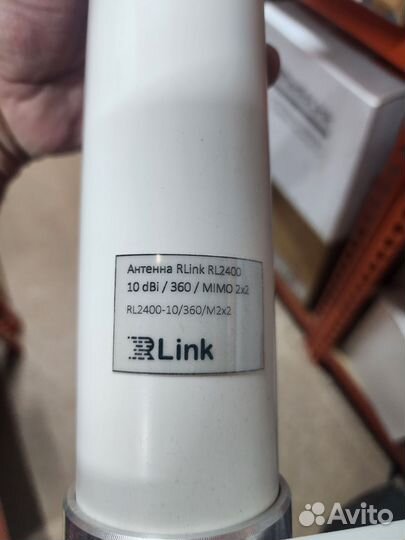 Антенна RLink RL2400
10 dBi / 360 / MIMO 2x2
RL2400-10/360/M2x2
RLink
Avito